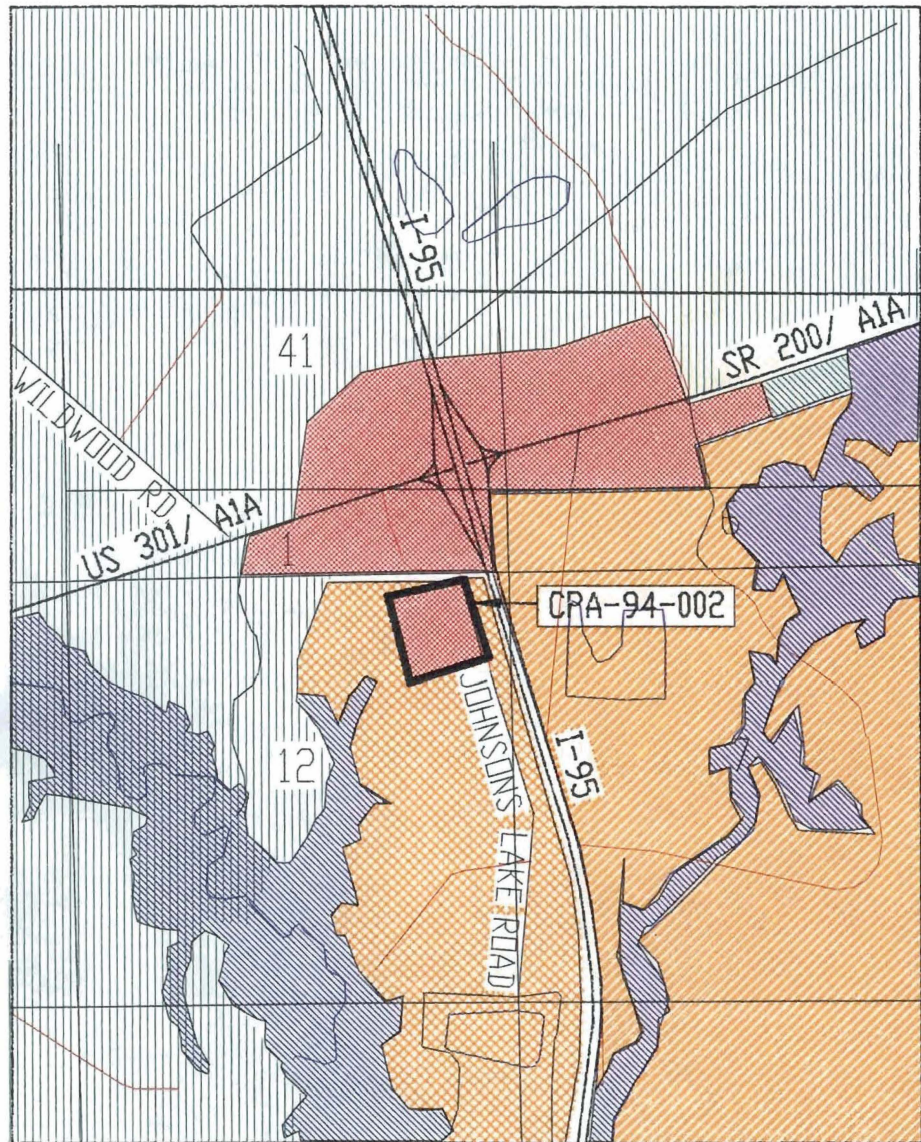 I-95
41
SR 200/ A1A
WILDWOOD RD
US 301/ A1A
1
CPA-94-002
12
JOHNSONS LAKE ROAD
I-95